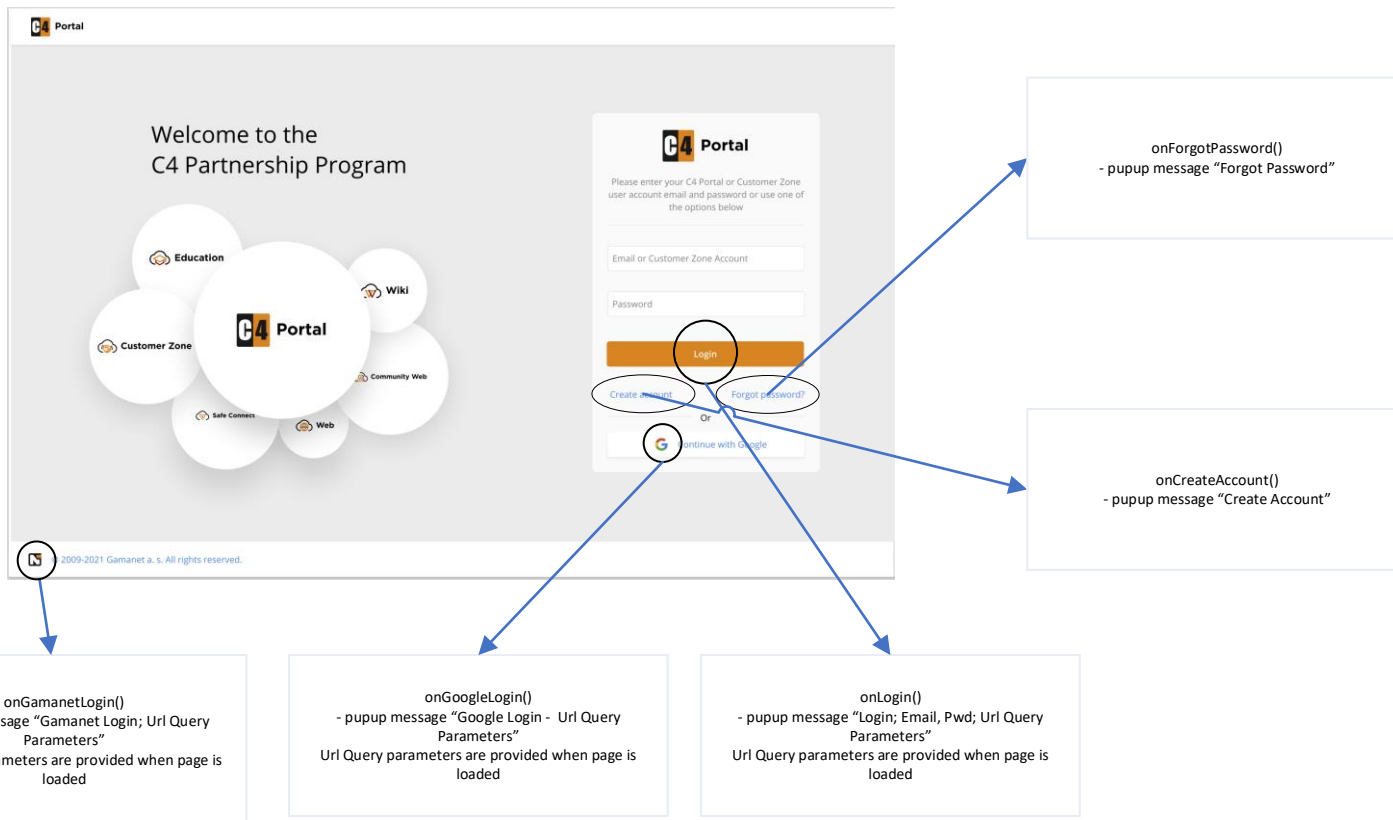 C4 Portal
Welcome to the
C4 Partnership Program
Education
Wiki
C4 Portal
Customer Zone
Community Web
Safe Connect
Web
C4 Portal
Please enter your C4 Portal or Customer Zone
user account email and password or use one of
the options below
Email or Customer Zone Account
Password
Login
Create account
Forgot password?
Or
Continue with Google
© 2009-2021 Gamanet a. s. All rights reserved.
onForgotPassword()
- pupup message “Forgot Password”
onCreateAccount()
- pupup message “Create Account”
onGamanetLogin()
sage “Gamanet Login; Url Query
Parameters”
meters are provided when page is
loaded
onGoogleLogin()
- pupup message “Google Login - Url Query
Parameters”
Url Query parameters are provided when page is
loaded
onLogin()
- pupup message “Login; Email, Pwd; Url Query
Parameters”
Url Query parameters are provided when page is
loaded